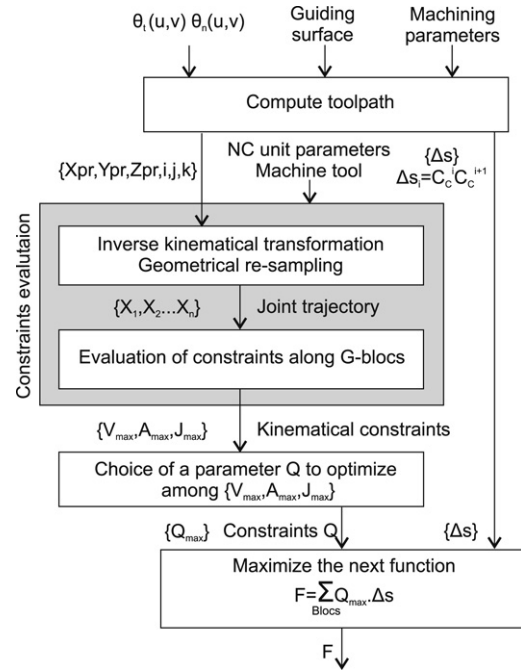 θₜ(u,v) θₙ(u,v)
Guiding
surface
Machining
parameters
Compute toolpath
{Xpr,Ypr,Zpr,i,j,k}
NC unit parameters
Machine tool
{Δs}
Δsᵢ=C_cⁱC_cⁱ⁺¹
Constraints evalutaion
Inverse kinematical transformation
Geometrical re-sampling
{X₁,X₂...Xₙ}
Joint trajectory
Evaluation of constraints along G-blocs
{Vₘₐₓ,Aₘₐₓ,Jₘₐₓ}
Kinematical constraints
Choice of a parameter Q to optimize
among {Vₘₐₓ,Aₘₐₓ,Jₘₐₓ}
{Qₘₐₓ} Constraints Q
{Δs}
Maximize the next function
F=∑Qₘₐₓ.Δs
Blocs
F